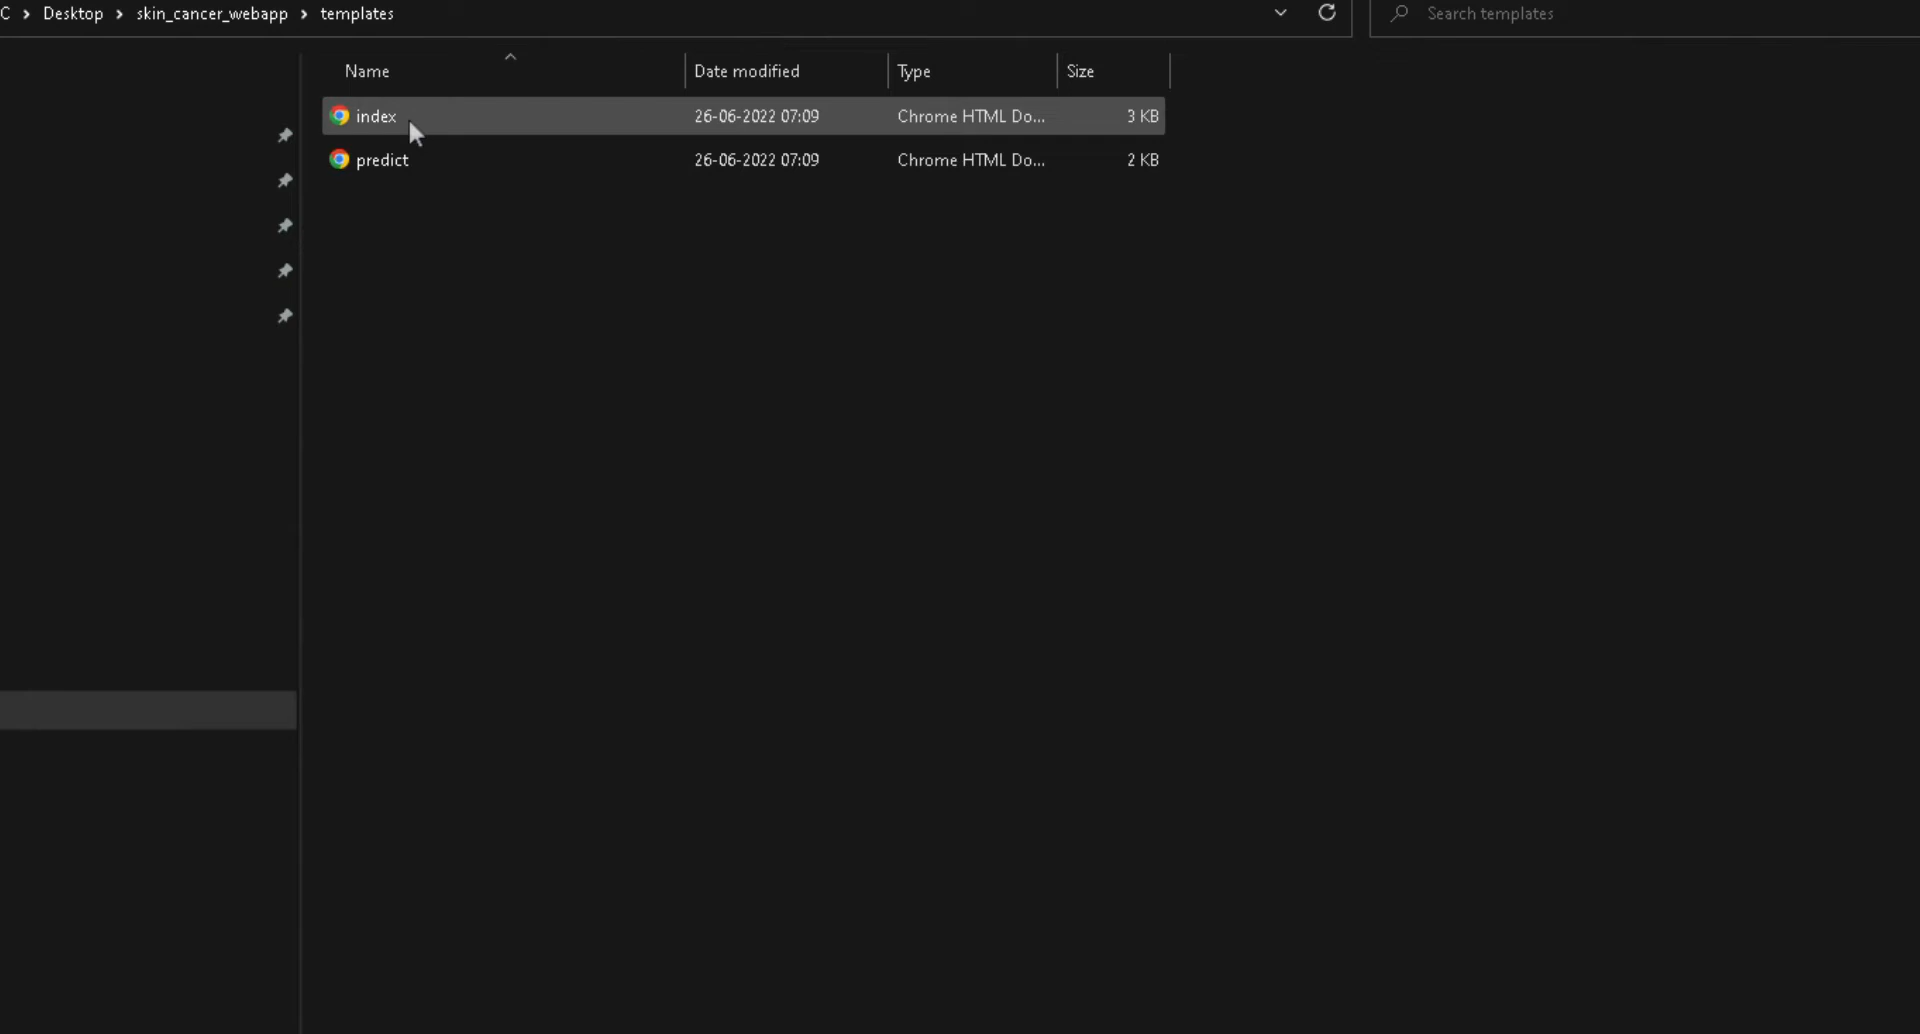 C > Desktop > skin_cancer_webapp > templates
Search templates
Name Date modified Type Size
index 26-06-2022 07:09 Chrome HTML Do... 3 KB
predict 26-06-2022 07:09 Chrome HTML Do... 2 KB